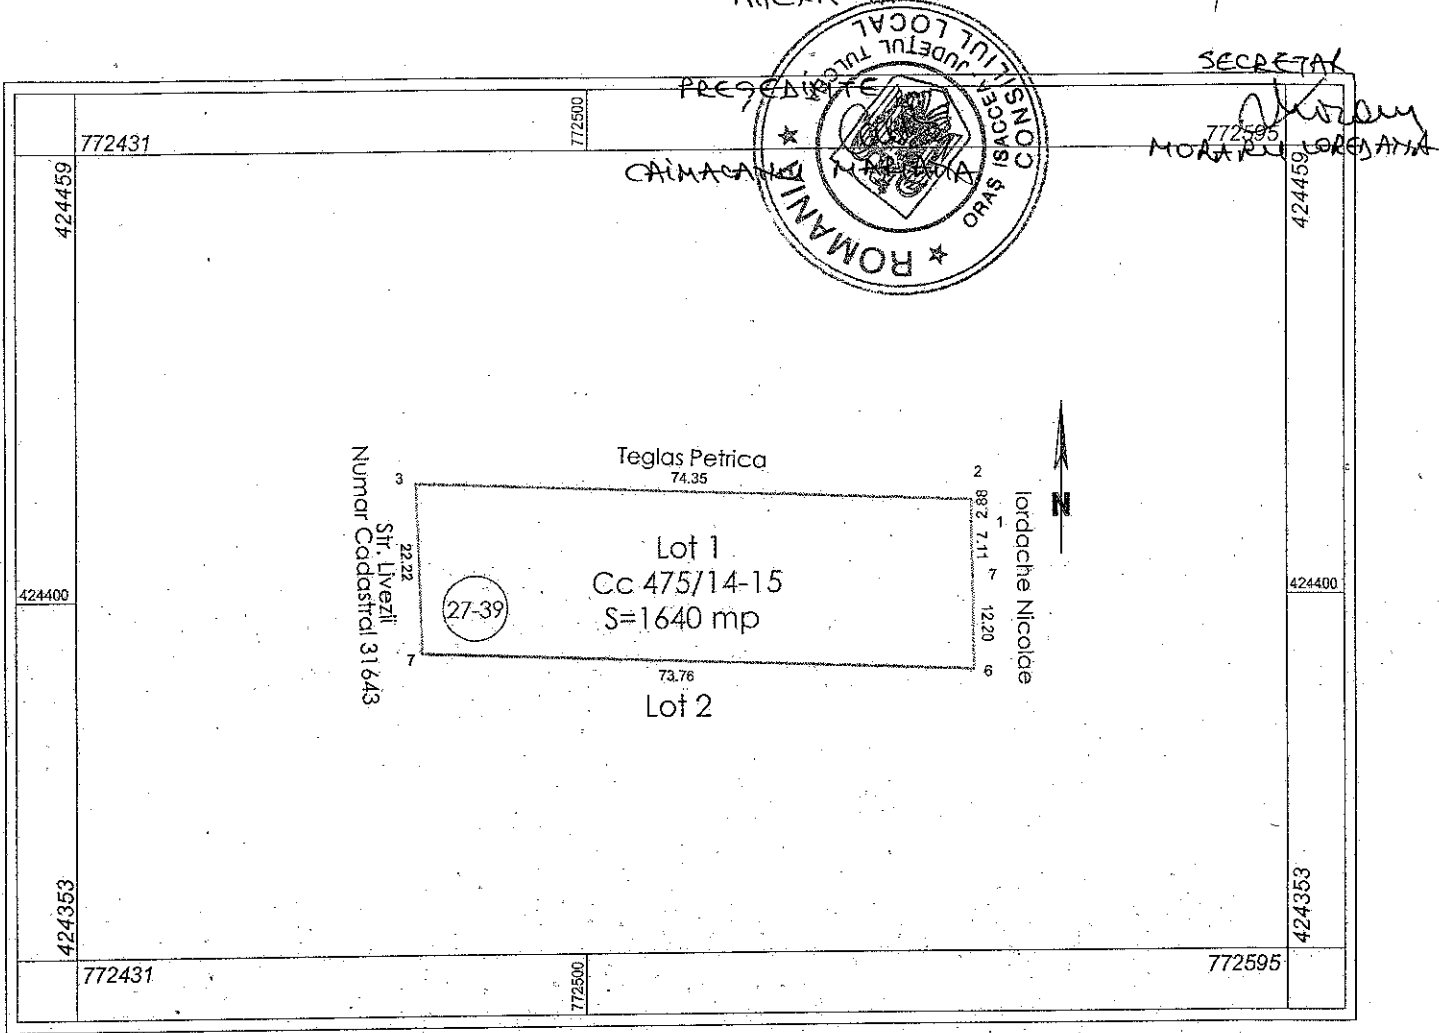 SECRETAR
PREȘEDINTE
MORARU LOREDANA
CAIMACANU MARIANA
ROMANIA
JUDEȚUL TULCEA
ORAȘ ISACCEA
CONSILIUL LOCAL
772431
772500
772595
424459
424459
Teglas Petrica
74.35
3
2
2.88
1
7.11
7
12.20
6
Iordache Nicolae
N
Numar Cadastral 31643
Str. Livezii
22.22
Lot 1
Cc 475/14-15
S=1640 mp
27-39
7
73.76
Lot 2
424400
424400
424353
424353
772431
772500
772595